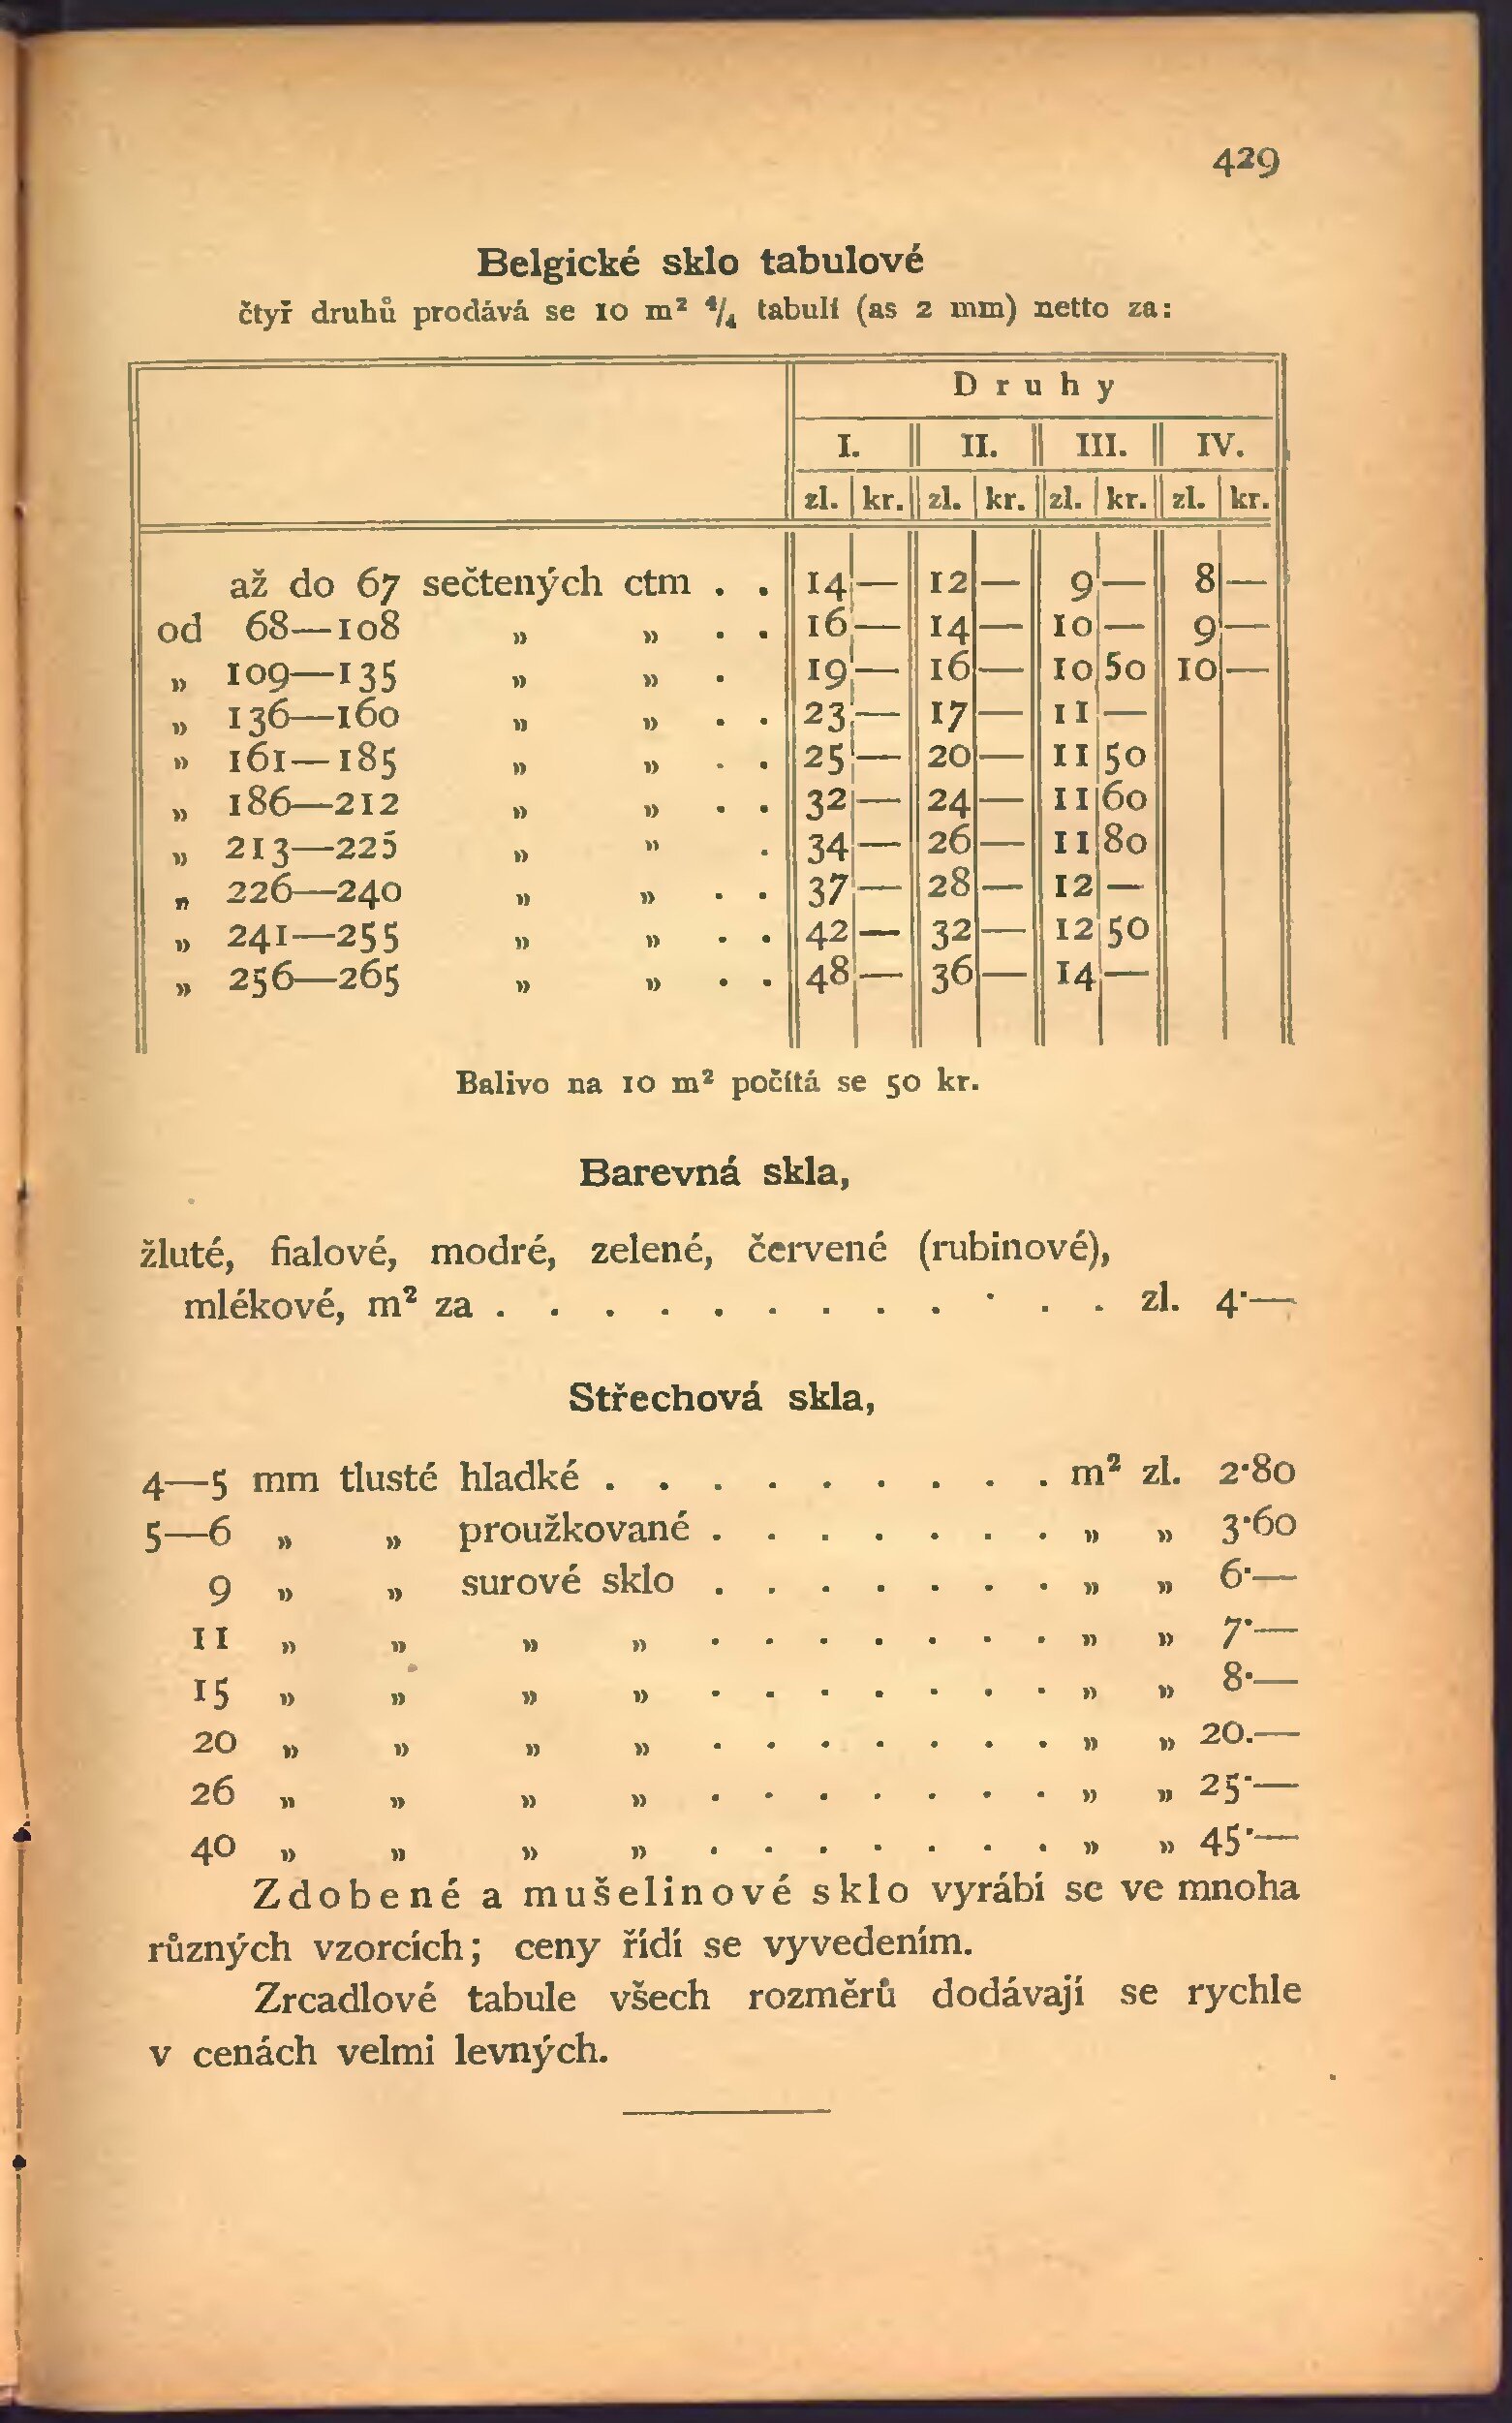 429
Belgické sklo tabulové
čtyř druhů prodává se 10 m² ⁴/₄ tabulí (as 2 mm) netto za:
Druhy
I. II. III. IV.
zl. kr. zl. kr. zl. kr. zl. kr.
až do 67 sečtených ctm . . 14 — 12 — 9 — 8 —
od 68—108 „ „ . . 16 — 14 — 10 — 9 —
„ 109—135 „ „ . 19 — 16 — 10 50 10 —
„ 136—160 „ „ . . 23 — 17 — 11 —
„ 161—185 „ „ . . 25 — 20 — 11 50
„ 186—212 „ „ . . 32 — 24 — 11 60
„ 213—225 „ „ . 34 — 26 — 11 80
„ 226—240 „ „ . . 37 — 28 — 12 —
„ 241—255 „ „ . . 42 — 32 — 12 50
„ 256—265 „ „ . . 48 — 36 — 14 —
Balivo na 10 m² počítá se 50 kr.
Barevná skla,
žluté, fialové, modré, zelené, červené (rubinové),
mlékové, m² za . . . . . . . . . . . . zl. 4·—
Střechová skla,
4—5 mm tlusté hladké . . . . . . . . . m² zl. 2·80
5—6 „ „ proužkované . . . . . . . „ „ 3·60
9 „ „ surové sklo . . . . . . . „ „ 6·—
11 „ „ „ „ . . . . . . . „ „ 7·—
15 „ „ „ „ . . . . . . . „ „ 8·—
20 „ „ „ „ . . . . . . . „ „ 20.—
26 „ „ „ „ . . . . . . . „ „ 25·—
40 „ „ „ „ . . . . . . . „ „ 45·—
Zdobené a mušelinové sklo vyrábí se ve mnoha
různých vzorcích; ceny řídí se vyvedením.
Zrcadlové tabule všech rozměrů dodávají se rychle
v cenách velmi levných.